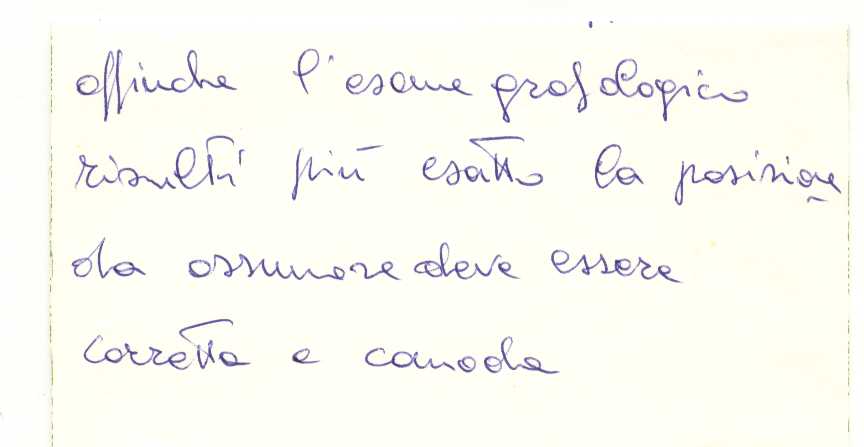 affinche l'esame grafologico
risulti più esatto la posizione
da assumere deve essere
corretta e comoda